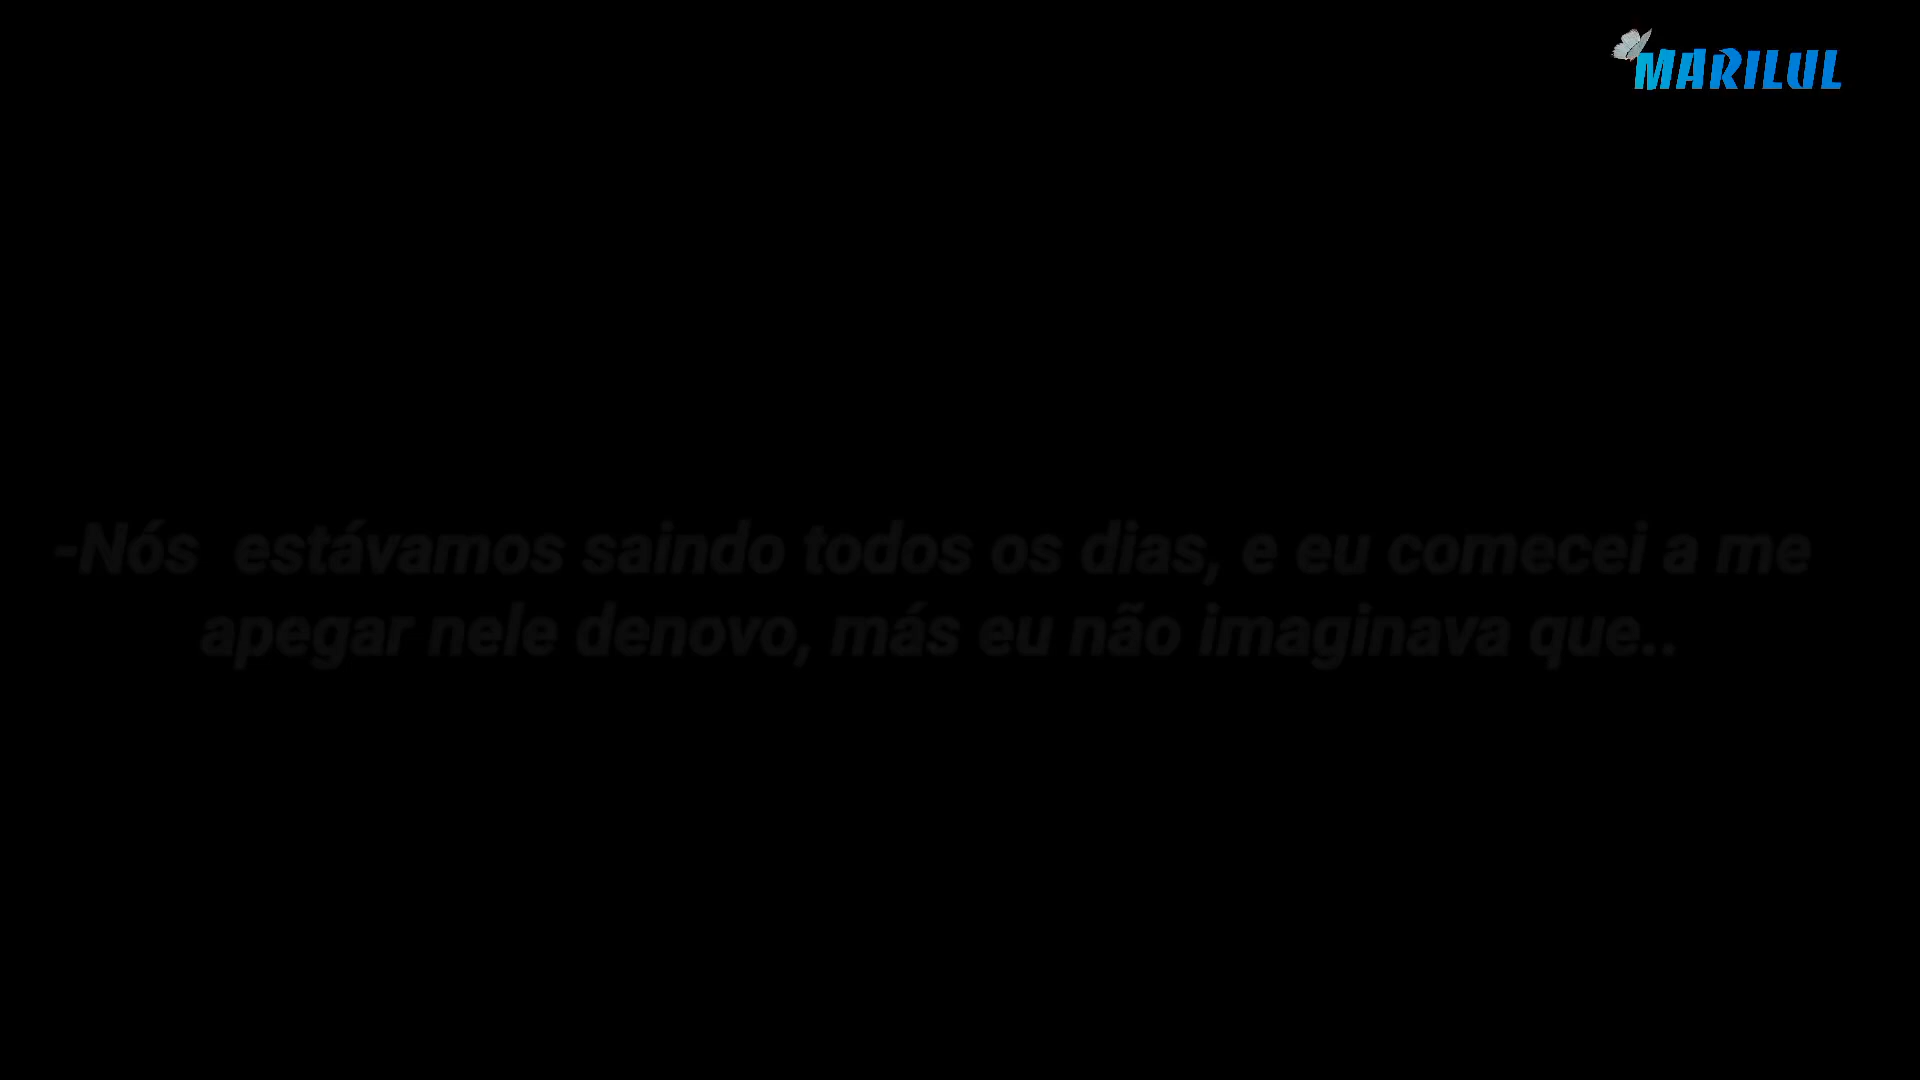 MARILUL
-Nós  estávamos saindo todos os dias, e eu comecei a me
apegar nele denovo, más eu não imaginava que..